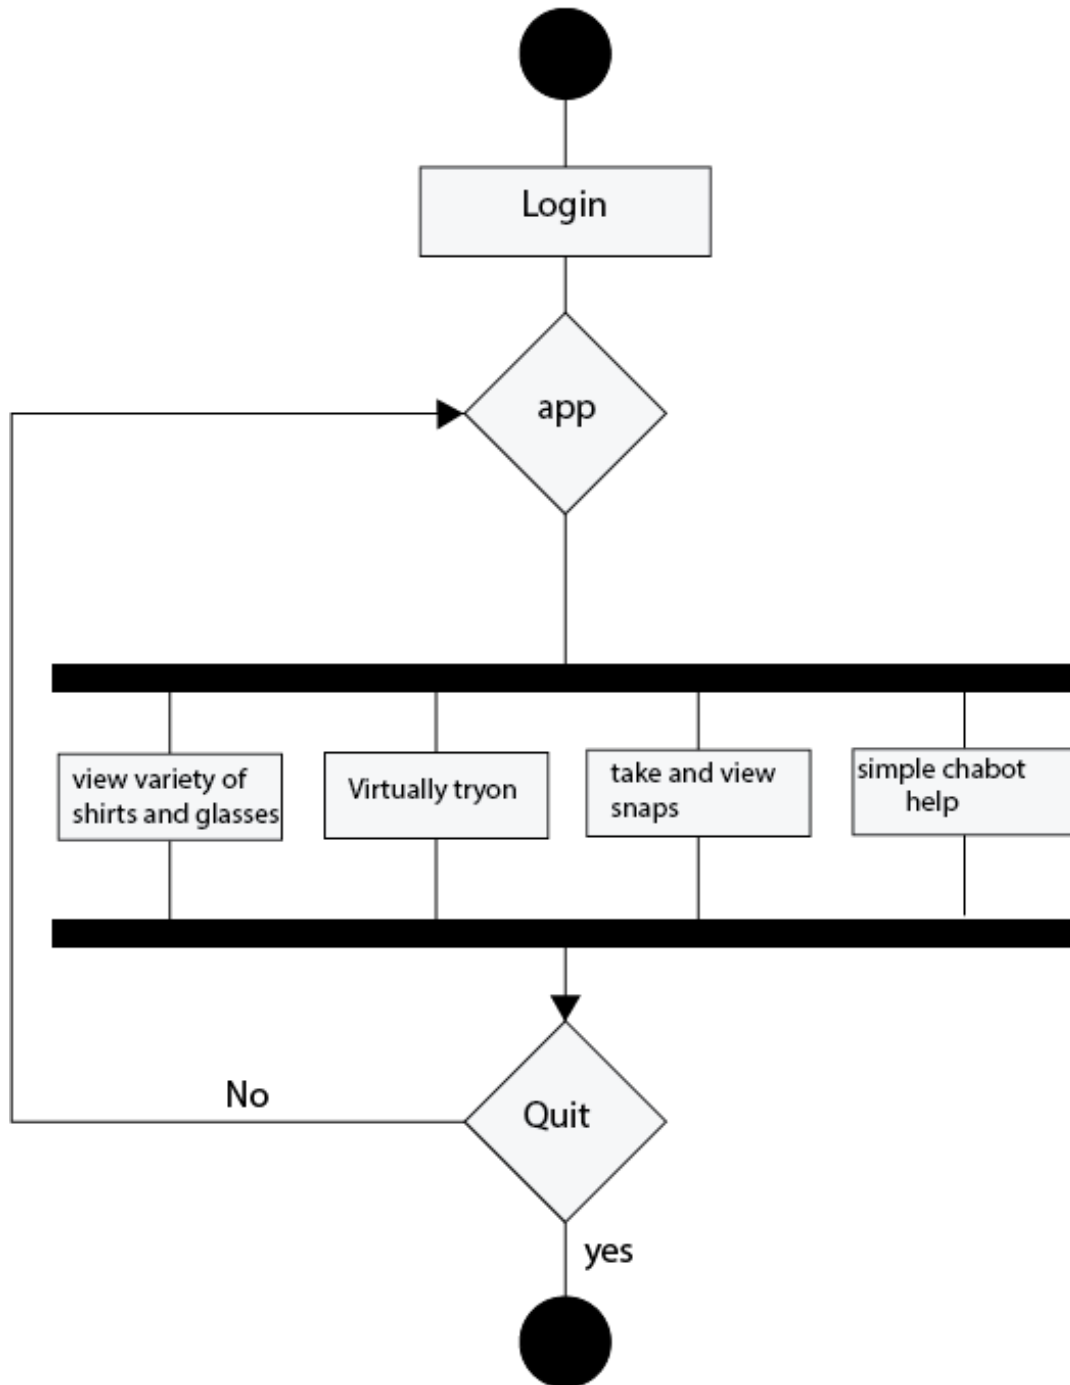 Login
app
view variety of
shirts and glasses
Virtually tryon
take and view
snaps
simple chabot
help
No
Quit
yes